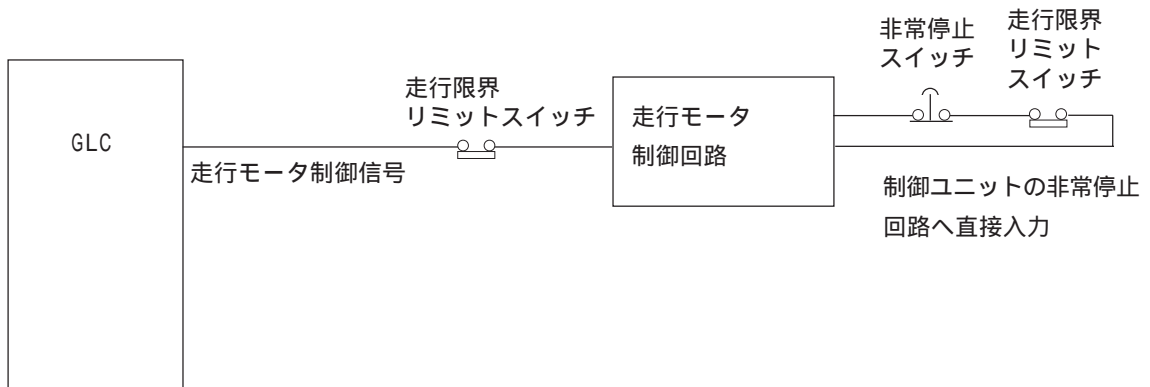 非常停止
スイッチ
走行限界
リミット
スイッチ
走行限界
リミットスイッチ
走行モータ
制御回路
GLC
走行モータ制御信号
制御ユニットの非常停止
回路へ直接入力